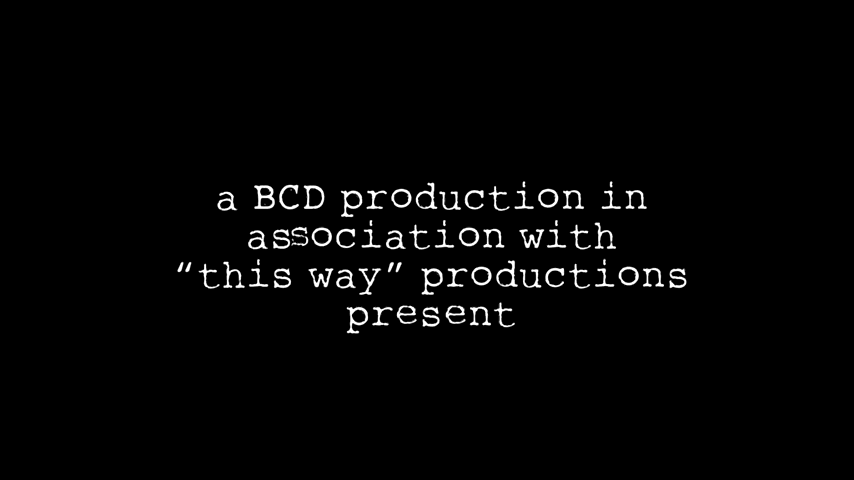 a BCD production in
association with
“this way” productions
present